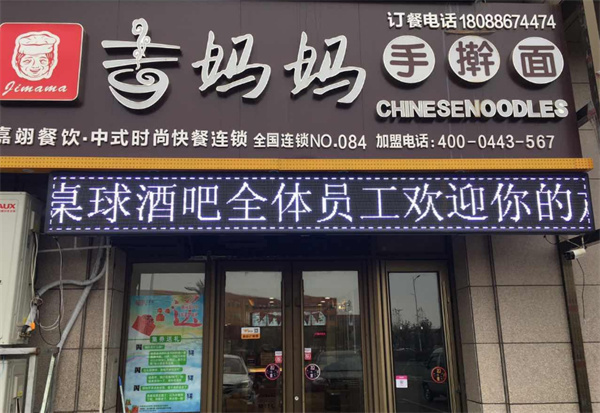 订餐电话 18088674474
Jimama
吉妈妈 手擀面
CHINESENOODLES
嘉翊餐饮·中式时尚快餐连锁 全国连锁NO.084 加盟电话:400-0443-567
桌球酒吧全体员工欢迎你的
AUX